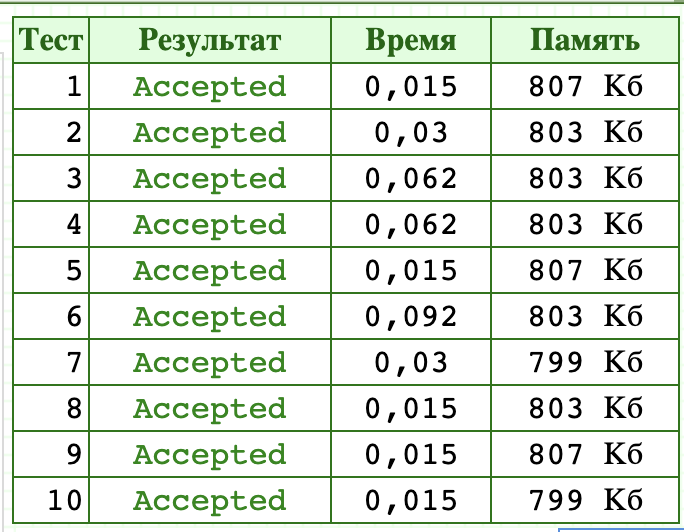 Тест Результат Время Память
1 Accepted 0,015 807 Кб
2 Accepted 0,03 803 Кб
3 Accepted 0,062 803 Кб
4 Accepted 0,062 803 Кб
5 Accepted 0,015 807 Кб
6 Accepted 0,092 803 Кб
7 Accepted 0,03 799 Кб
8 Accepted 0,015 803 Кб
9 Accepted 0,015 807 Кб
10 Accepted 0,015 799 Кб